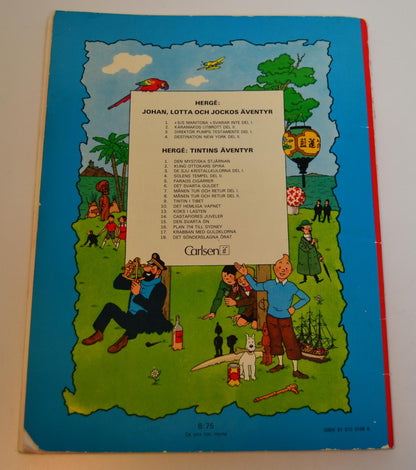 HERGÉ:
JOHAN, LOTTA OCH JOCKOS ÄVENTYR
1. »S/S MANITOBA» SVARAR INTE DEL I.
2. KARAMAKOS UTBROTT DEL II.
3. DIREKTÖR PUMPS TESTAMENTE DEL I.
4. DESTINATION NEW YORK DEL II.
HERGÉ: TINTINS ÄVENTYR
1. DEN MYSTISKA STJÄRNAN
2. KUNG OTTOKARS SPIRA
3. DE SJU KRISTALLKULORNA DEL I.
4. SOLENS TEMPEL DEL II.
5. FARAOS CIGARRER
6. DET SVARTA GULDET
7. MÅNEN TUR OCH RETUR DEL I.
8. MÅNEN TUR OCH RETUR DEL II.
9. TINTIN I TIBET
10. DET HEMLIGA VAPNET
13. KOKS I LASTEN
14. CASTAFIORES JUVELER
15. DEN SVARTA ÖN
16. PLAN 714 TILL SYDNEY
17. KRABBAN MED GULDKLORNA
18. DET SÖNDERSLAGNA ÖRAT
Carlsen if
B:75